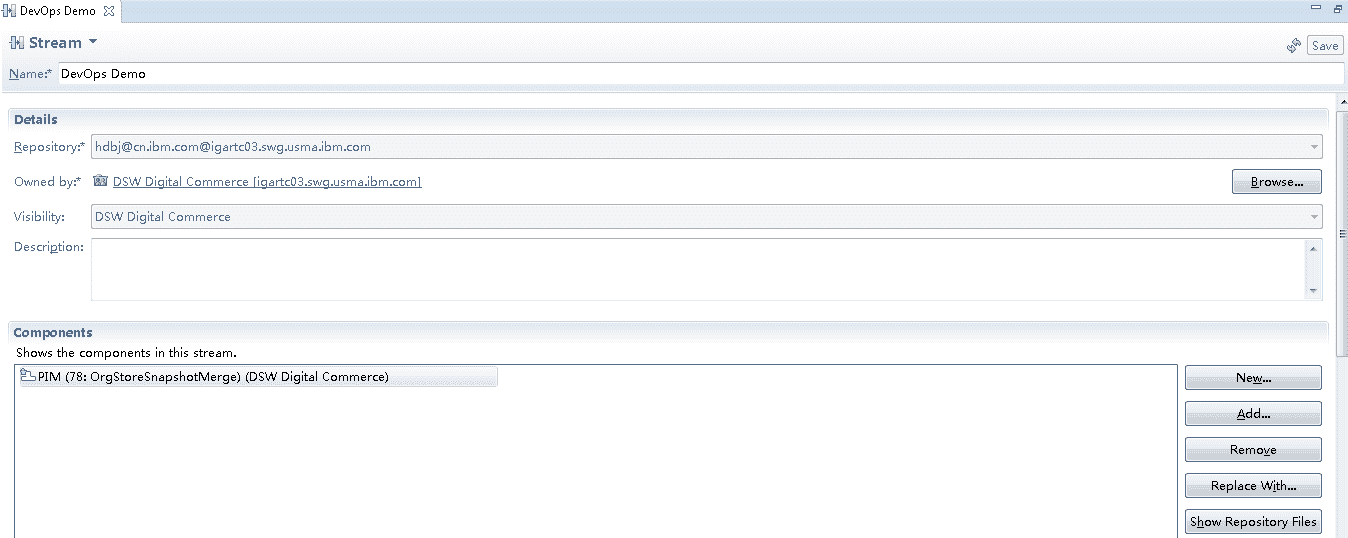 DevOps Demo
Stream
Save
Name:* DevOps Demo
Details
Repository:* hdbj@cn.ibm.com@igartc03.swg.usma.ibm.com
Owned by:* DSW Digital Commerce [igartc03.swg.usma.ibm.com] Browse...
Visibility: DSW Digital Commerce
Description:
Components
Shows the components in this stream.
PIM (78: OrgStoreSnapshotMerge) (DSW Digital Commerce)
New...
Add...
Remove
Replace With...
Show Repository Files